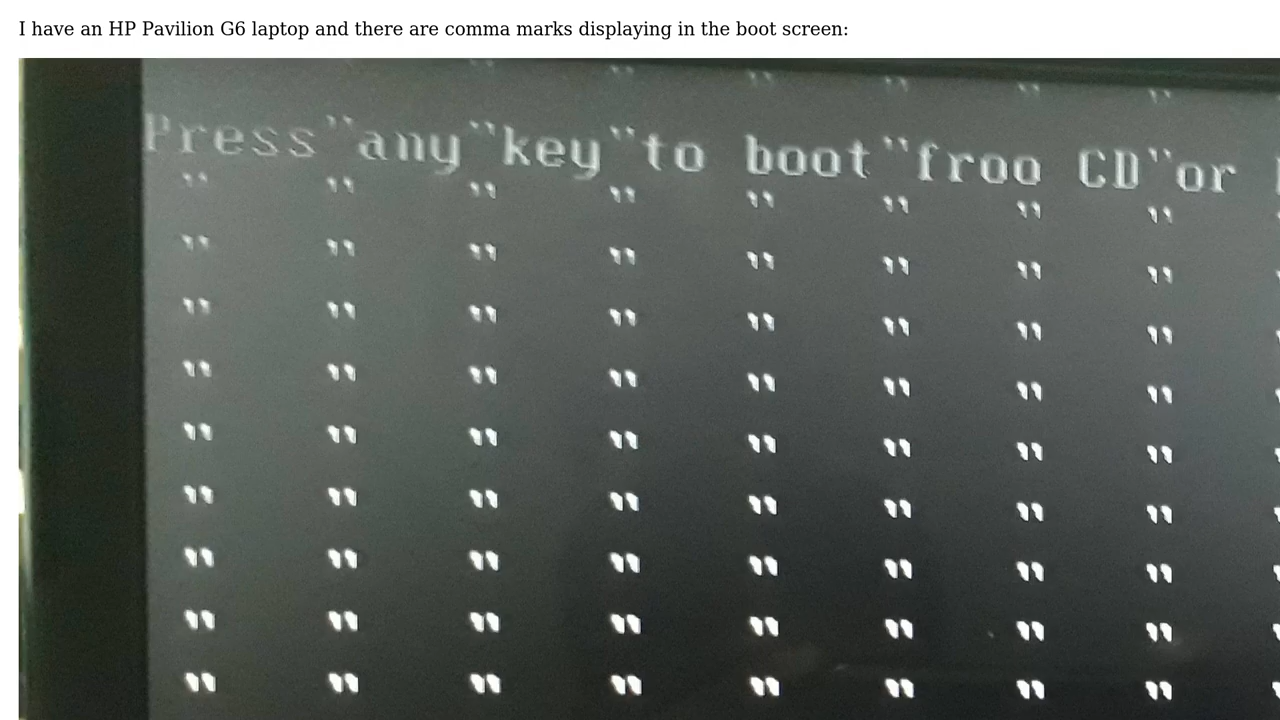 I have an HP Pavilion G6 laptop and there are comma marks displaying in the boot screen:
" " " " " "
Press"any"key"to boot"froo CD"or
" " " " " " " "
" " " " " " " "
" " " " " " " "
" " " " " " " "
" " " " " " " "
" " " " " " " "
" " " " " " " "
" " " " " " " "
" " " " " " " "